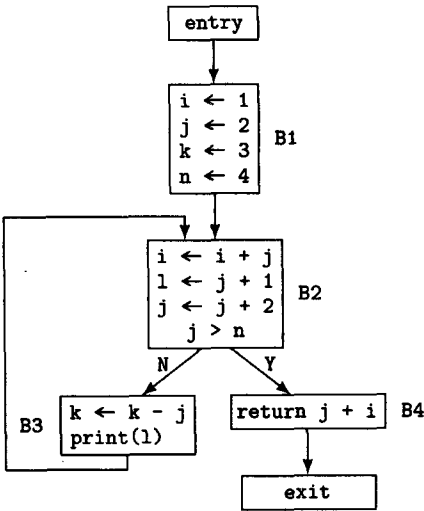 entry
i ← 1
j ← 2
k ← 3
n ← 4
B1
i ← i + j
l ← j + 1
j ← j + 2
j > n
B2
N
Y
B3
k ← k - j
print(l)
return j + i
B4
exit